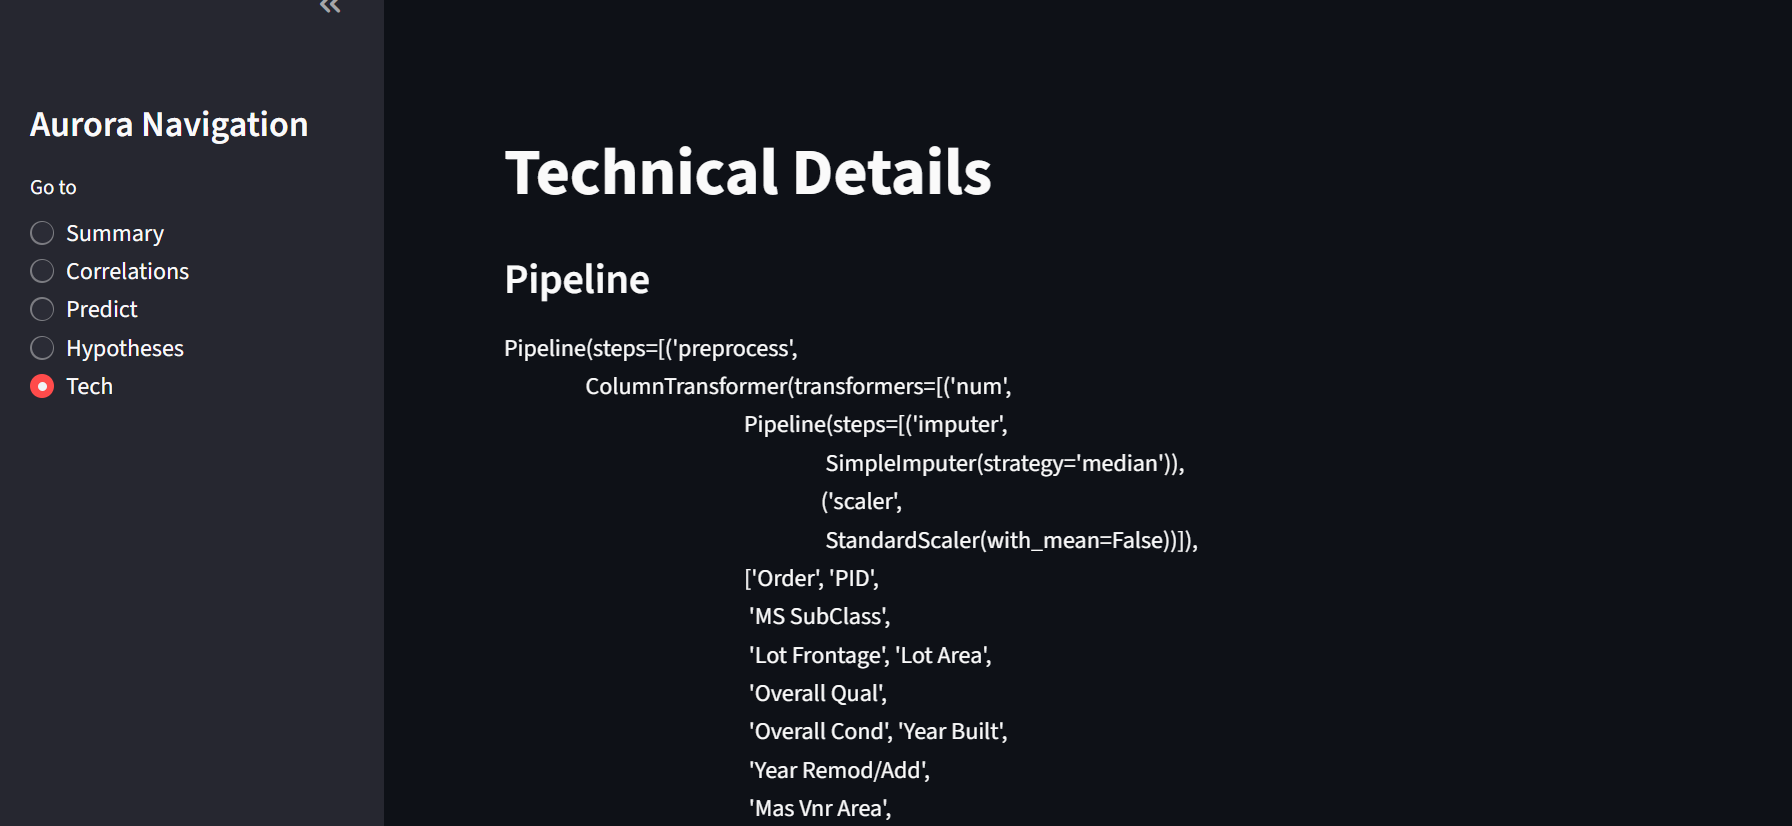 Aurora Navigation
Go to
Summary
Correlations
Predict
Hypotheses
Tech
Technical Details
Pipeline
Pipeline(steps=[('preprocess',
ColumnTransformer(transformers=[('num',
Pipeline(steps=[('imputer',
SimpleImputer(strategy='median')),
('scaler',
StandardScaler(with_mean=False))]),
['Order', 'PID',
'MS SubClass',
'Lot Frontage', 'Lot Area',
'Overall Qual',
'Overall Cond', 'Year Built',
'Year Remod/Add',
'Mas Vnr Area',